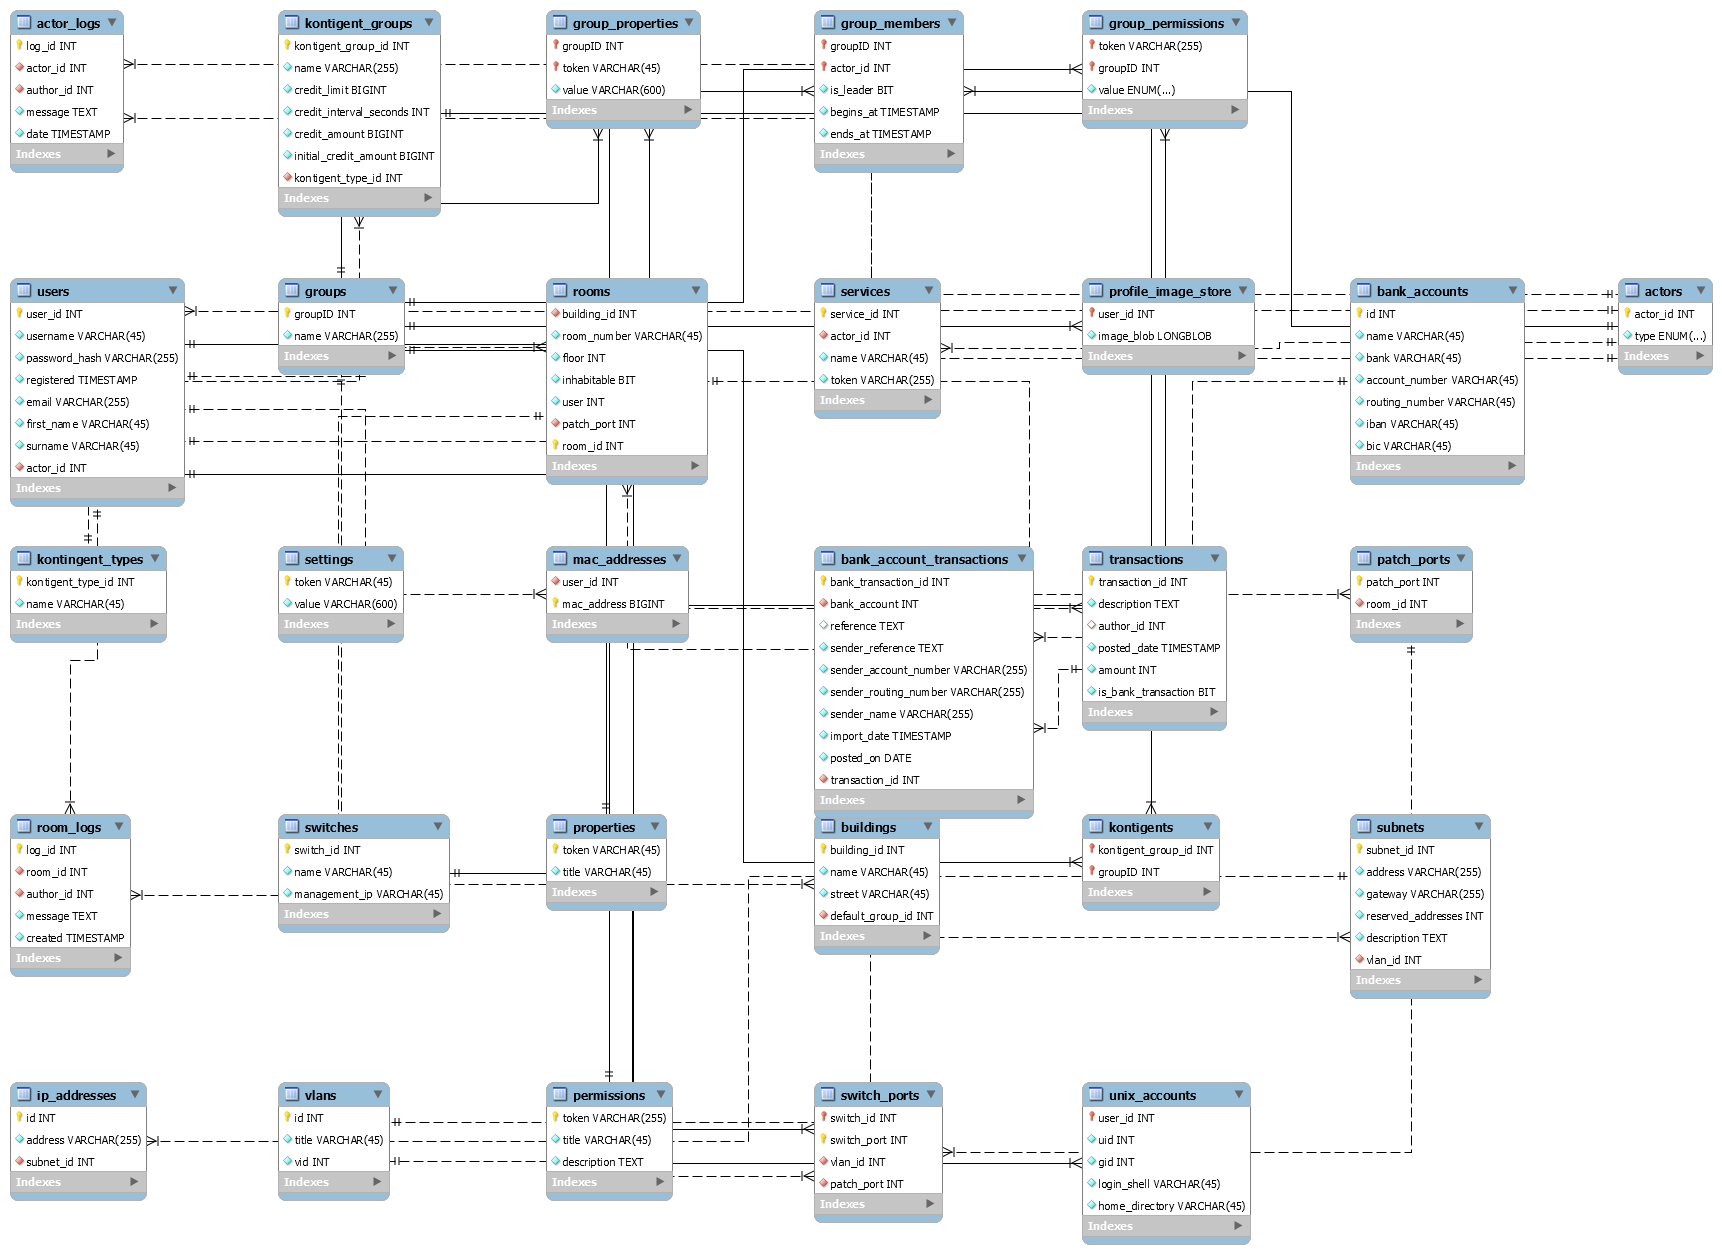 actor_logs
log_id INT
actor_id INT
author_id INT
message TEXT
date TIMESTAMP
Indexes
kontigent_groups
kontigent_group_id INT
name VARCHAR(255)
credit_limit BIGINT
credit_interval_seconds INT
credit_amount BIGINT
initial_credit_amount BIGINT
kontigent_type_id INT
Indexes
group_properties
groupID INT
token VARCHAR(45)
value VARCHAR(600)
Indexes
group_members
groupID INT
actor_id INT
is_leader BIT
begins_at TIMESTAMP
ends_at TIMESTAMP
Indexes
group_permissions
token VARCHAR(255)
groupID INT
value ENUM(...)
Indexes
users
user_id INT
username VARCHAR(45)
password_hash VARCHAR(255)
registered TIMESTAMP
email VARCHAR(255)
first_name VARCHAR(45)
surname VARCHAR(45)
actor_id INT
Indexes
groups
groupID INT
name VARCHAR(255)
Indexes
rooms
building_id INT
room_number VARCHAR(45)
floor INT
inhabitable BIT
user INT
patch_port INT
room_id INT
Indexes
services
service_id INT
actor_id INT
name VARCHAR(45)
token VARCHAR(255)
Indexes
profile_image_store
user_id INT
image_blob LONGBLOB
Indexes
bank_accounts
id INT
name VARCHAR(45)
bank VARCHAR(45)
account_number VARCHAR(45)
routing_number VARCHAR(45)
iban VARCHAR(45)
bic VARCHAR(45)
Indexes
actors
actor_id INT
type ENUM(...)
Indexes
kontingent_types
kontigent_type_id INT
name VARCHAR(45)
Indexes
settings
token VARCHAR(45)
value VARCHAR(600)
Indexes
mac_addresses
user_id INT
mac_address BIGINT
Indexes
bank_account_transactions
bank_transaction_id INT
bank_account INT
reference TEXT
sender_reference TEXT
sender_account_number VARCHAR(255)
sender_routing_number VARCHAR(255)
sender_name VARCHAR(255)
import_date TIMESTAMP
posted_on DATE
transaction_id INT
Indexes
transactions
transaction_id INT
description TEXT
author_id INT
posted_date TIMESTAMP
amount INT
is_bank_transaction BIT
Indexes
patch_ports
patch_port INT
room_id INT
Indexes
room_logs
log_id INT
room_id INT
author_id INT
message TEXT
created TIMESTAMP
Indexes
switches
switch_id INT
name VARCHAR(45)
management_ip VARCHAR(45)
Indexes
properties
token VARCHAR(45)
title VARCHAR(45)
Indexes
buildings
building_id INT
name VARCHAR(45)
street VARCHAR(45)
default_group_id INT
Indexes
kontigents
kontigent_group_id INT
groupID INT
Indexes
subnets
subnet_id INT
address VARCHAR(255)
gateway VARCHAR(255)
reserved_addresses INT
description TEXT
vlan_id INT
Indexes
ip_addresses
id INT
address VARCHAR(255)
subnet_id INT
Indexes
vlans
id INT
title VARCHAR(45)
vid INT
Indexes
permissions
token VARCHAR(255)
title VARCHAR(45)
description TEXT
Indexes
switch_ports
switch_id INT
switch_port INT
vlan_id INT
patch_port INT
Indexes
unix_accounts
user_id INT
uid INT
gid INT
login_shell VARCHAR(45)
home_directory VARCHAR(45)
Indexes